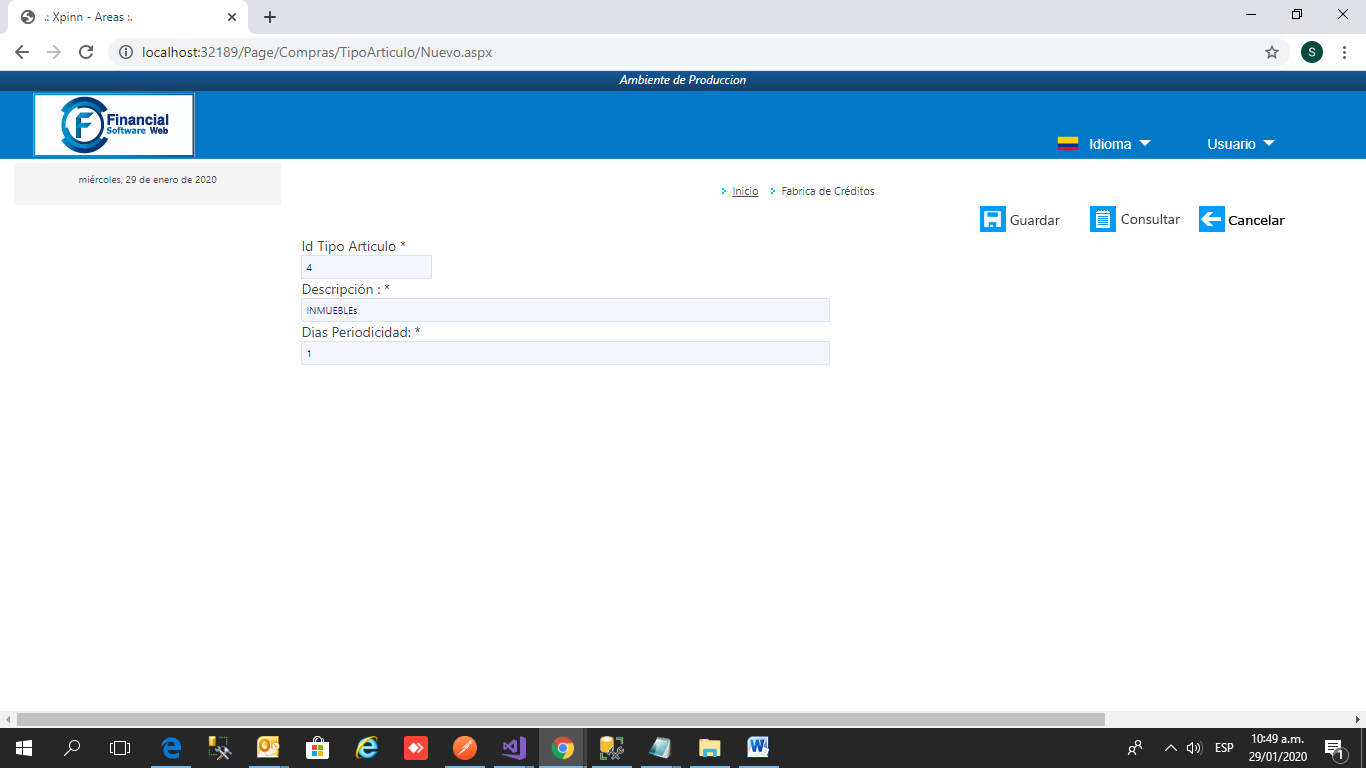 .: Xpinn - Areas :.
localhost:32189/Page/Compras/TipoArticulo/Nuevo.aspx
S
Ambiente de Produccion
F Financial
Software Web
Idioma
Usuario
miércoles, 29 de enero de 2020
Inicio Fabrica de Créditos
Guardar Consultar Cancelar
Id Tipo Articulo *
4
Descripción : *
INMUEBLEs
Dias Periodicidad: *
1
ESP
10:49 a.m.
29/01/2020
1